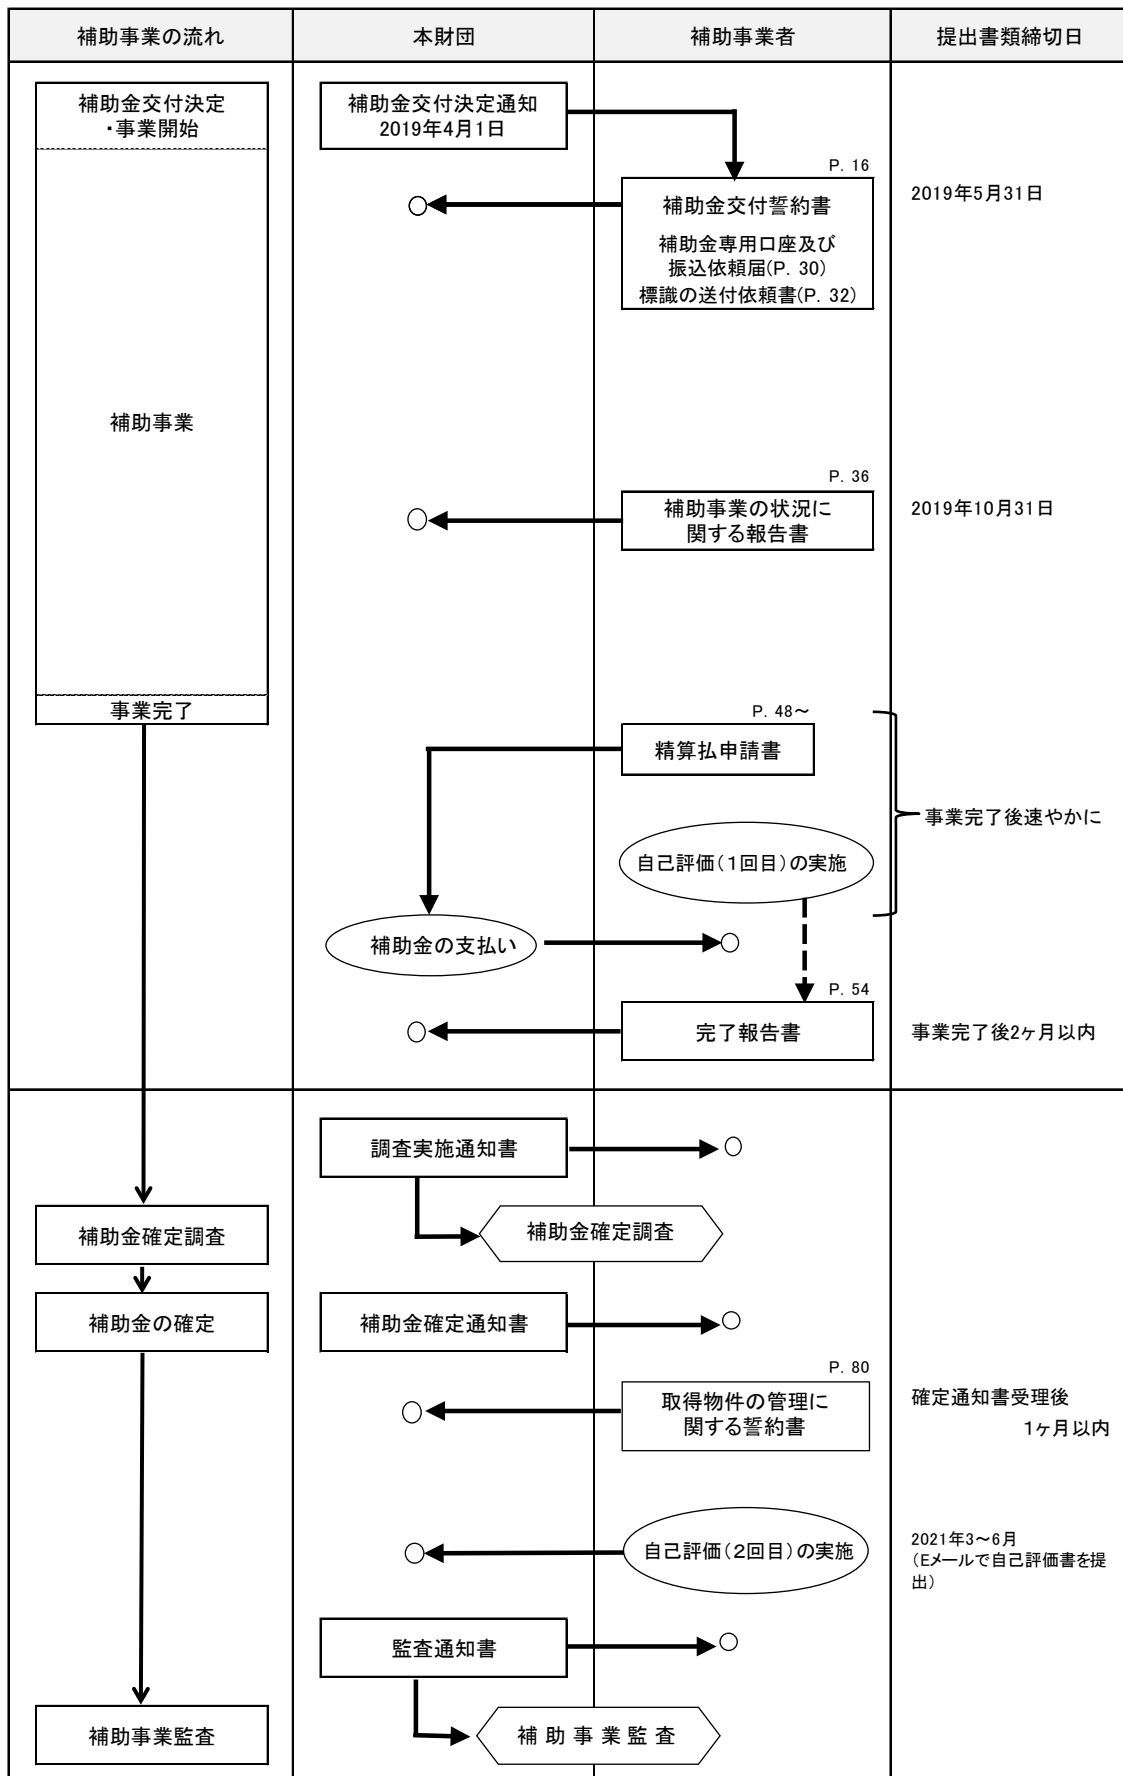 補助事業の流れ
本財団
補助事業者
提出書類締切日
補助金交付決定
・事業開始
補助金交付決定通知
2019年4月1日
P. 16
補助金交付誓約書
補助金専用口座及び
振込依頼届(P. 30)
標識の送付依頼書(P. 32)
2019年5月31日
補助事業
P. 36
補助事業の状況に
関する報告書
2019年10月31日
事業完了
P. 48～
精算払申請書
事業完了後速やかに
自己評価(1回目)の実施
補助金の支払い
P. 54
完了報告書
事業完了後2ヶ月以内
調査実施通知書
補助金確定調査
補助金確定調査
補助金の確定
補助金確定通知書
P. 80
取得物件の管理に
関する誓約書
確定通知書受理後
1ヶ月以内
自己評価(2回目)の実施
2021年3～6月
(Eメールで自己評価書を提
出)
監査通知書
補助事業監査
補 助 事 業 監 査